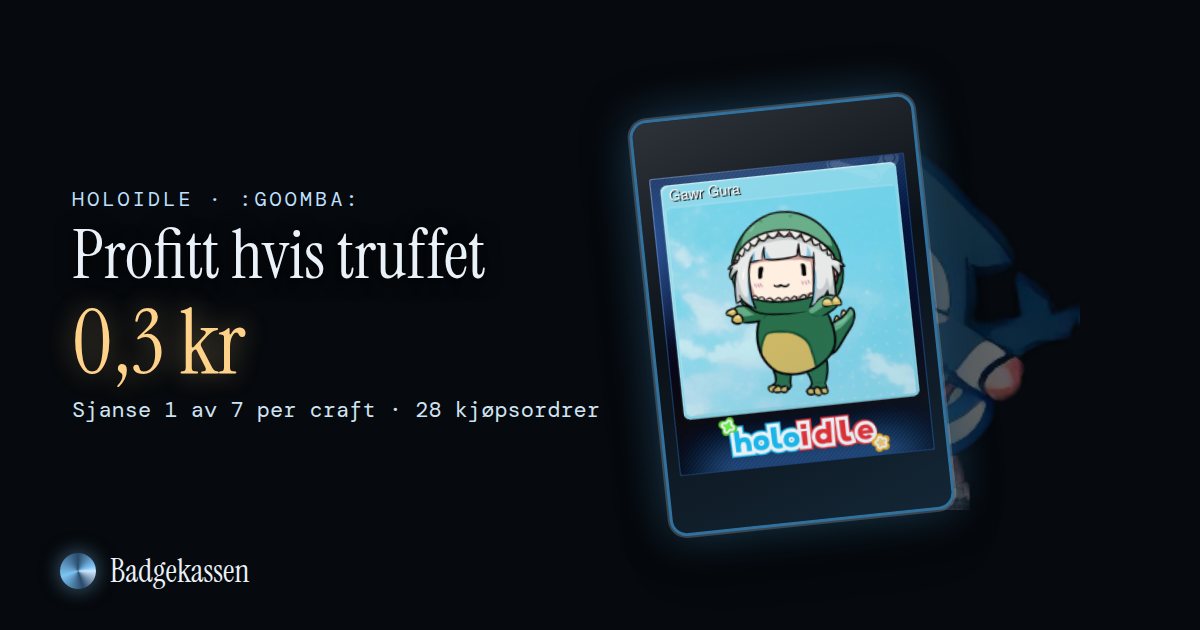 HOLOIDLE · :GOOMBA:
Profitt hvis truffet
0,3 kr
Sjanse 1 av 7 per craft · 28 kjøpsordrer
Gawr Gura
holoidle
Badgekassen